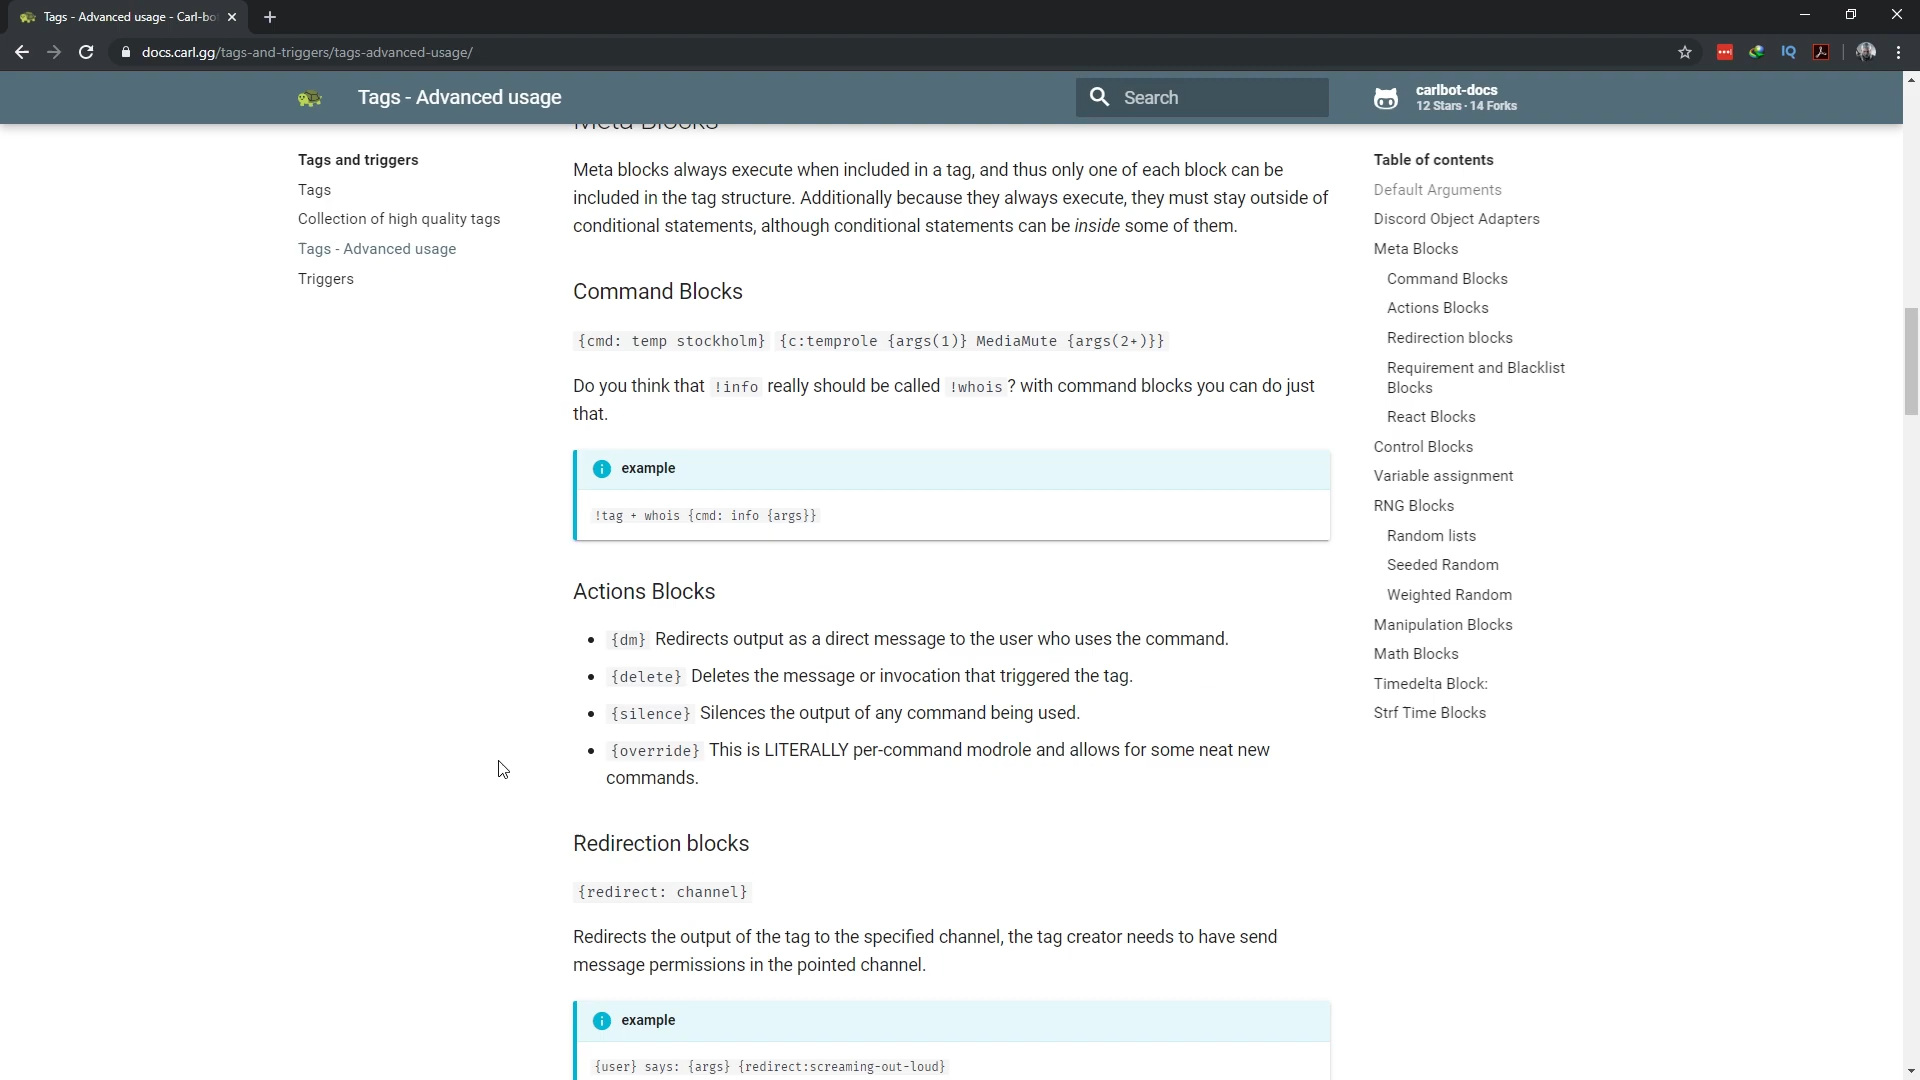 Tags - Advanced usage - Carl-bo
docs.carl.gg/tags-and-triggers/tags-advanced-usage/
IQ
Tags - Advanced usage
Search
carlbot-docs
12 Stars · 14 Forks
Tags and triggers
Tags
Collection of high quality tags
Tags - Advanced usage
Triggers
Meta Blocks
Meta blocks always execute when included in a tag, and thus only one of each block can be
included in the tag structure. Additionally because they always execute, they must stay outside of
conditional statements, although conditional statements can be inside some of them.
Command Blocks
{cmd: temp stockholm} {c:temprole {args(1)} MediaMute {args(2+)}}
Do you think that !info really should be called !whois ? with command blocks you can do just
that.
example
!tag + whois {cmd: info {args}}
Actions Blocks
{dm} Redirects output as a direct message to the user who uses the command.
{delete} Deletes the message or invocation that triggered the tag.
{silence} Silences the output of any command being used.
{override} This is LITERALLY per-command modrole and allows for some neat new
commands.
Redirection blocks
{redirect: channel}
Redirects the output of the tag to the specified channel, the tag creator needs to have send
message permissions in the pointed channel.
example
{user} says: {args} {redirect:screaming-out-loud}
Table of contents
Default Arguments
Discord Object Adapters
Meta Blocks
Command Blocks
Actions Blocks
Redirection blocks
Requirement and Blacklist
Blocks
React Blocks
Control Blocks
Variable assignment
RNG Blocks
Random lists
Seeded Random
Weighted Random
Manipulation Blocks
Math Blocks
Timedelta Block:
Strf Time Blocks